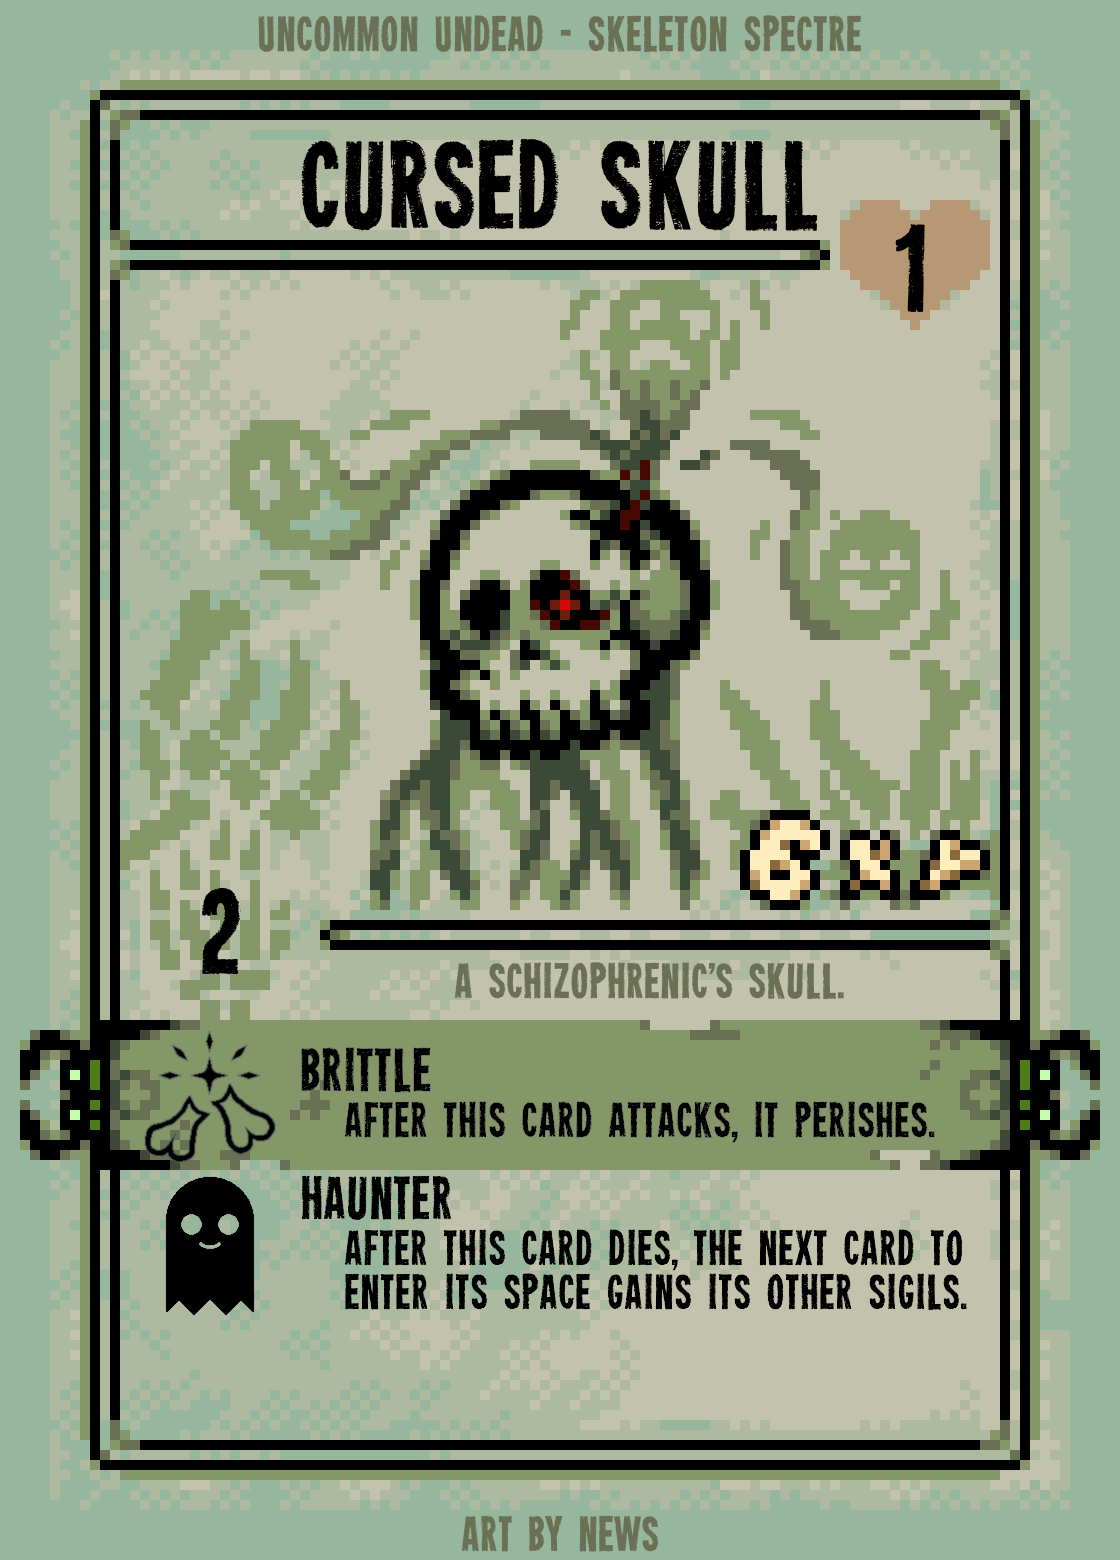 UNCOMMON UNDEAD - SKELETON SPECTRE
CURSED SKULL
1
6 X
2
A SCHIZOPHRENIC'S SKULL.
BRITTLE
AFTER THIS CARD ATTACKS, IT PERISHES.
HAUNTER
AFTER THIS CARD DIES, THE NEXT CARD TO
ENTER ITS SPACE GAINS ITS OTHER SIGILS.
ART BY NEWS